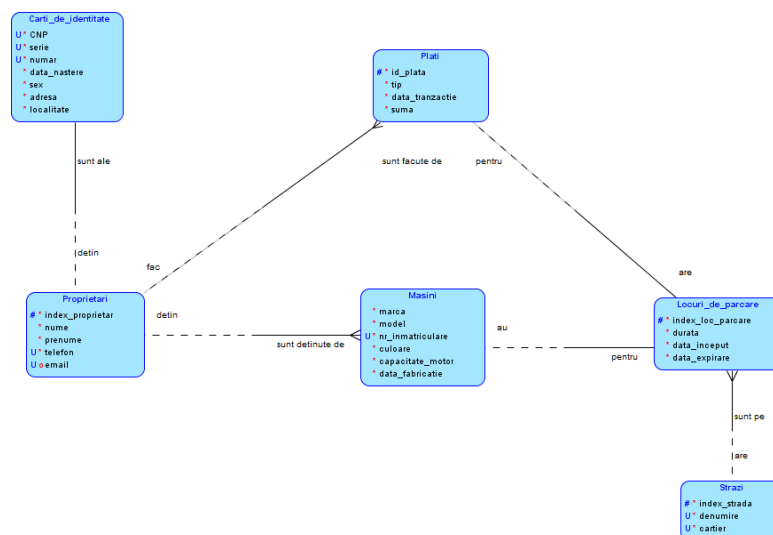 Carti_de_identitate
U * CNP
U * serie
U * numar
* data_nastere
* sex
* adresa
* localitate
Plati
# * id_plata
* tip
* data_tranzactie
* suma
sunt ale
sunt facute de
pentru
detin
fac
are
Proprietari
# * index_proprietar
* nume
* prenume
U * telefon
U o email
detin
sunt detinute de
Masini
* marca
* model
U * nr_inmatriculare
* culoare
* capacitate_motor
* data_fabricatie
au
pentru
Locuri_de_parcare
# * index_loc_parcare
* durata
* data_inceput
* data_expirare
sunt pe
are
Strazi
# * index_strada
U * denumire
U * cartier